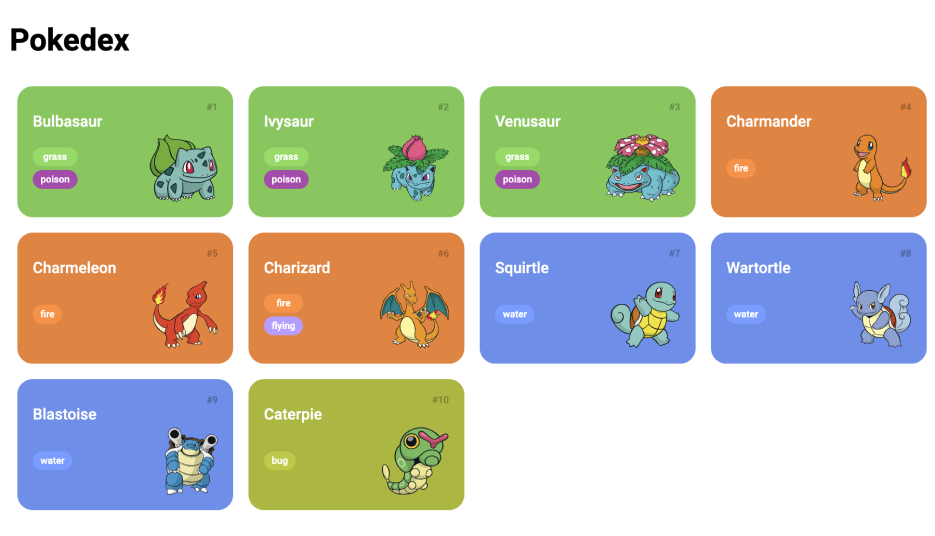 Pokedex
#1
Bulbasaur
grass
poison
#2
Ivysaur
grass
poison
#3
Venusaur
grass
poison
#4
Charmander
fire
#5
Charmeleon
fire
#6
Charizard
fire
flying
#7
Squirtle
water
#8
Wartortle
water
#9
Blastoise
water
#10
Caterpie
bug